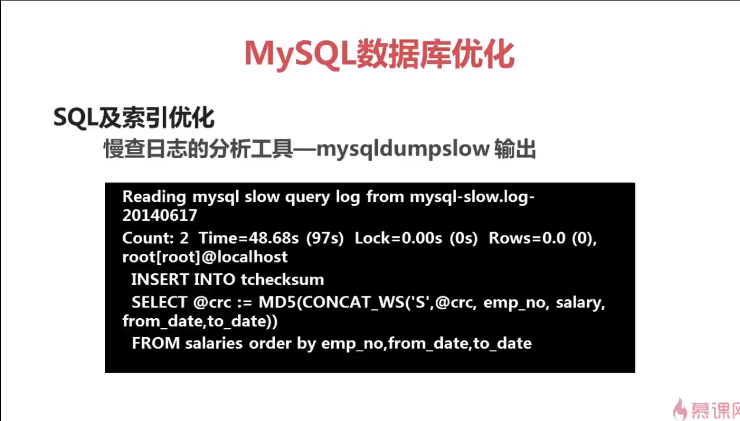 MySQL数据库优化
SQL及索引优化
慢查日志的分析工具—mysqldumpslow 输出
Reading mysql slow query log from mysql-slow.log-
20140617
Count: 2 Time=48.68s (97s) Lock=0.00s (0s) Rows=0.0 (0),
root[root]@localhost
INSERT INTO tchecksum
SELECT @crc := MD5(CONCAT_WS('S',@crc, emp_no, salary,
from_date,to_date))
FROM salaries order by emp_no,from_date,to_date
慕课网